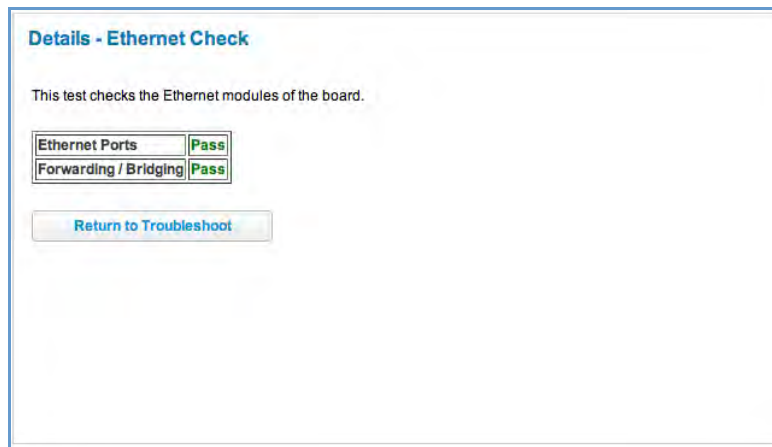 Details - Ethernet Check
This test checks the Ethernet modules of the board.
Ethernet Ports Pass
Forwarding / Bridging Pass
Return to Troubleshoot